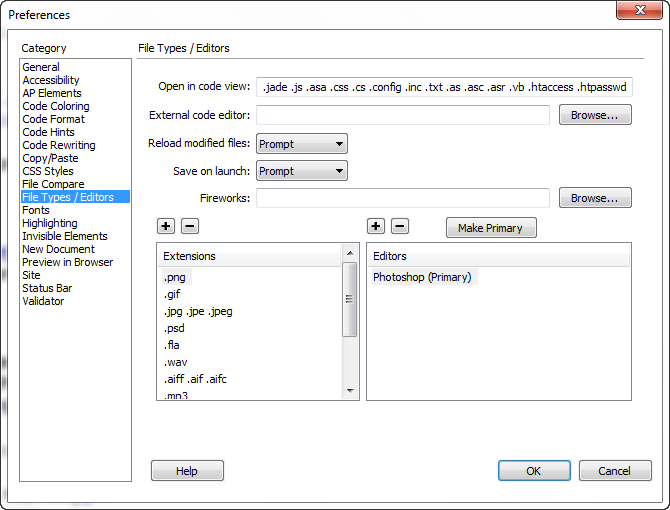 Preferences
Category
General
Accessibility
AP Elements
Code Coloring
Code Format
Code Hints
Code Rewriting
Copy/Paste
CSS Styles
File Compare
File Types / Editors
Fonts
Highlighting
Invisible Elements
New Document
Preview in Browser
Site
Status Bar
Validator
File Types / Editors
Open in code view: .jade .js .asa .css .cs .config .inc .txt .as .asc .asr .vb .htaccess .htpasswd
External code editor: Browse...
Reload modified files: Prompt
Save on launch: Prompt
Fireworks: Browse...
Make Primary
Extensions
.png
.gif
.jpg .jpe .jpeg
.psd
.fla
.wav
.aiff .aif .aifc
.mp3
Editors
Photoshop (Primary)
Help OK Cancel